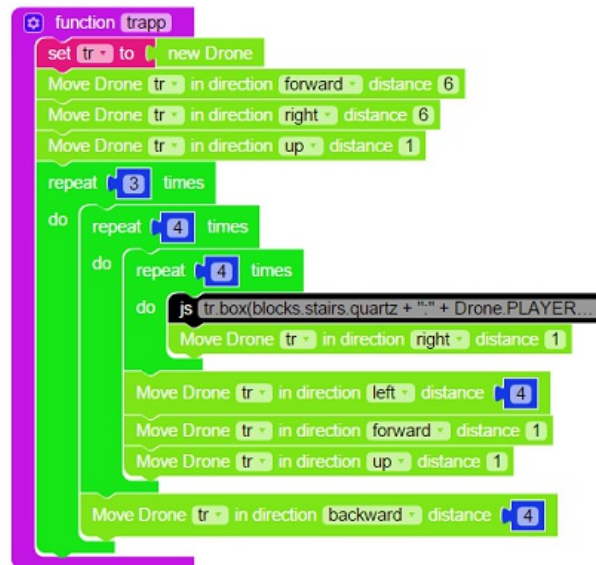 function trapp
set tr to new Drone
Move Drone tr in direction forward distance 6
Move Drone tr in direction right distance 6
Move Drone tr in direction up distance 1
repeat 3 times
do repeat 4 times
do repeat 4 times
do js tr.box(blocks.stairs.quartz + ":" + Drone.PLAYER...
Move Drone tr in direction right distance 1
Move Drone tr in direction left distance 4
Move Drone tr in direction forward distance 1
Move Drone tr in direction up distance 1
Move Drone tr in direction backward distance 4